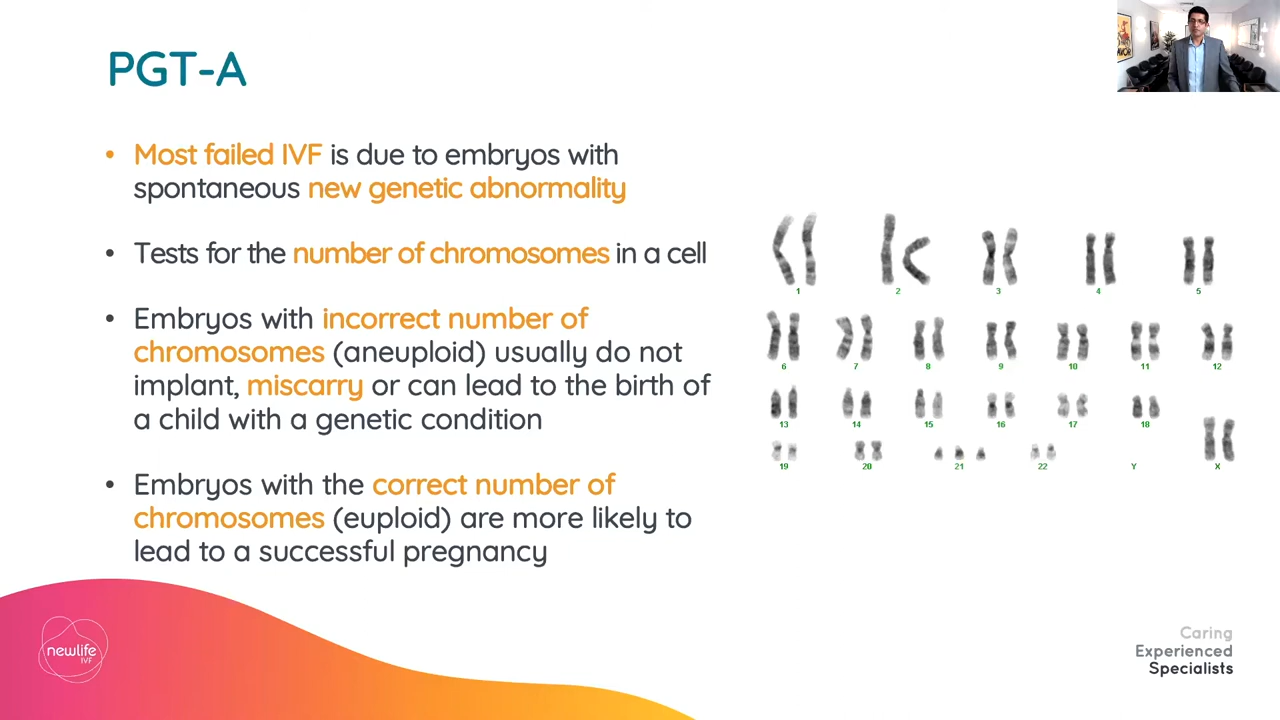 PGT-A
• Most failed IVF is due to embryos with
spontaneous new genetic abnormality
• Tests for the number of chromosomes in a cell
• Embryos with incorrect number of
chromosomes (aneuploid) usually do not
implant, miscarry or can lead to the birth of
a child with a genetic condition
• Embryos with the correct number of
chromosomes (euploid) are more likely to
lead to a successful pregnancy
1 2 3 4 5
6 7 8 9 10 11 12
13 14 15 16 17 18
19 20 21 22 Y X
newlife
IVF
Caring
Experienced
Specialists